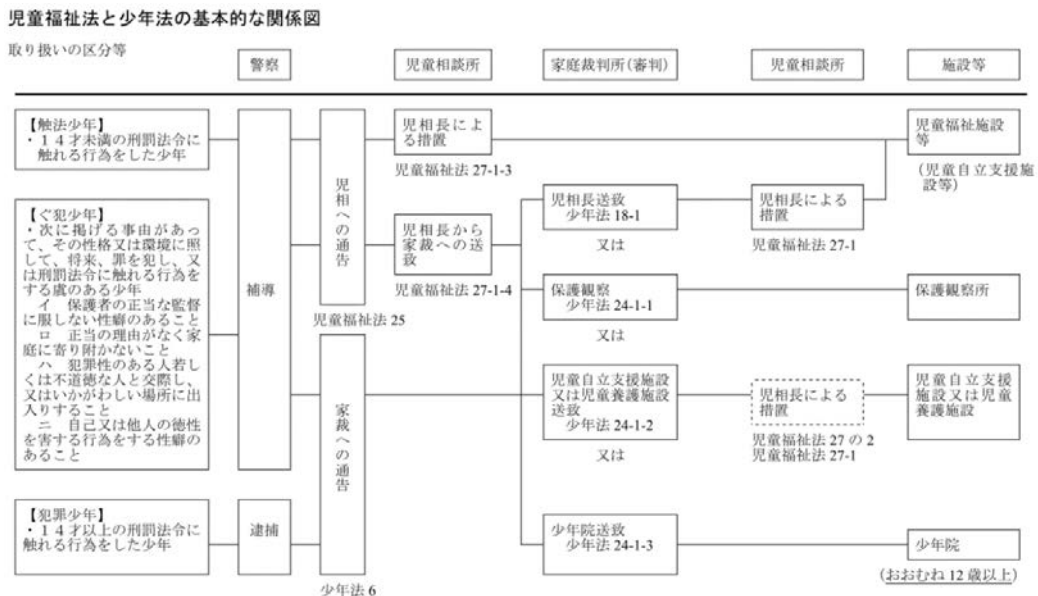 児童福祉法と少年法の基本的な関係図
取り扱いの区分等
警察
児童相談所
家庭裁判所(審判)
児童相談所
施設等
【触法少年】
・14才未満の刑罰法令に
触れる行為をした少年
【ぐ犯少年】
・次に掲げる事由があっ
て、その性格又は環境に照
して、将来、罪を犯し、又
は刑罰法令に触れる行為を
する虞のある少年
イ 保護者の正当な監督
に服しない性癖のあること
ロ 正当の理由がなく家
庭に寄り附かないこと
ハ 犯罪性のある人若し
くは不道徳な人と交際し、
又はいかがわしい場所に出
入りすること
ニ 自己又は他人の徳性
を害する行為をする性癖の
あること
【犯罪少年】
・14才以上の刑罰法令に
触れる行為をした少年
補導
逮捕
児相への通告
児童福祉法 25
家裁への通告
少年法 6
児相長によ
る措置
児童福祉法 27-1-3
児相長から
家裁への送
致
児童福祉法 27-1-4
児相長送致
少年法 18-1
又は
保護観察
少年法 24-1-1
又は
児童自立支援施設
又は児童養護施設
送致
少年法 24-1-2
又は
少年院送致
少年法 24-1-3
児相長による
措置
児童福祉法 27-1
児相長による
措置
児童福祉法 27 の 2
児童福祉法 27-1
児童福祉施設
等
(児童自立支援施
設等)
保護観察所
児童自立支援
施設又は児童
養護施設
少年院
(おおむね 12 歳以上)